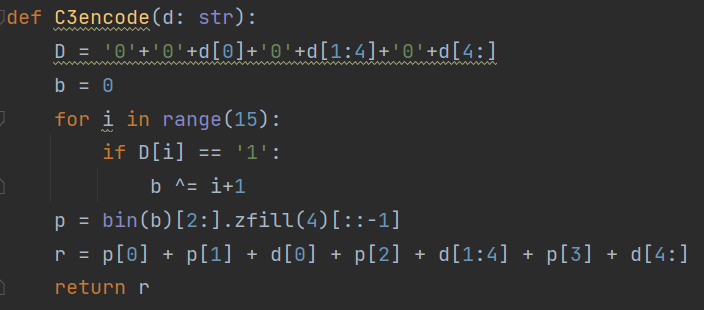 def C3encode(d: str):
    D = '0'+'0'+d[0]+'0'+d[1:4]+'0'+d[4:]
    b = 0
    for i in range(15):
        if D[i] == '1':
            b ^= i+1
    p = bin(b)[2:].zfill(4)[::-1]
    r = p[0] + p[1] + d[0] + p[2] + d[1:4] + p[3] + d[4:]
    return r